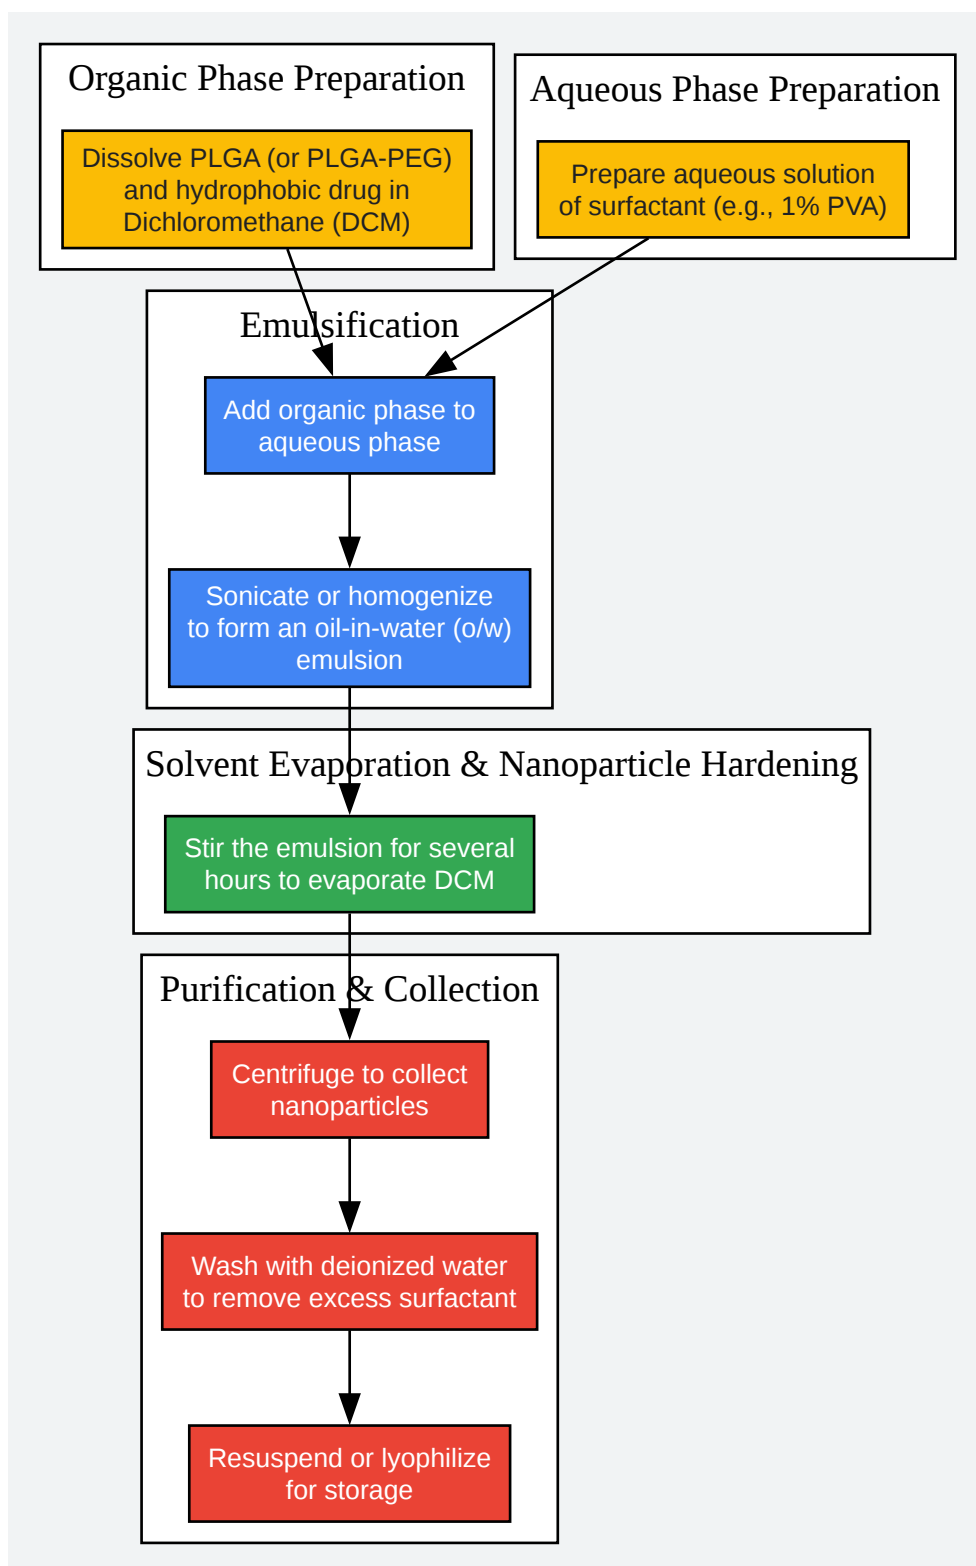 Organic Phase Preparation
Dissolve PLGA (or PLGA-PEG)
and hydrophobic drug in
Dichloromethane (DCM)
Aqueous Phase Preparation
Prepare aqueous solution
of surfactant (e.g., 1% PVA)
Emulsification
Add organic phase to
aqueous phase
Sonicate or homogenize
to form an oil-in-water (o/w)
emulsion
Solvent Evaporation & Nanoparticle Hardening
Stir the emulsion for several
hours to evaporate DCM
Purification & Collection
Centrifuge to collect
nanoparticles
Wash with deionized water
to remove excess surfactant
Resuspend or lyophilize
for storage